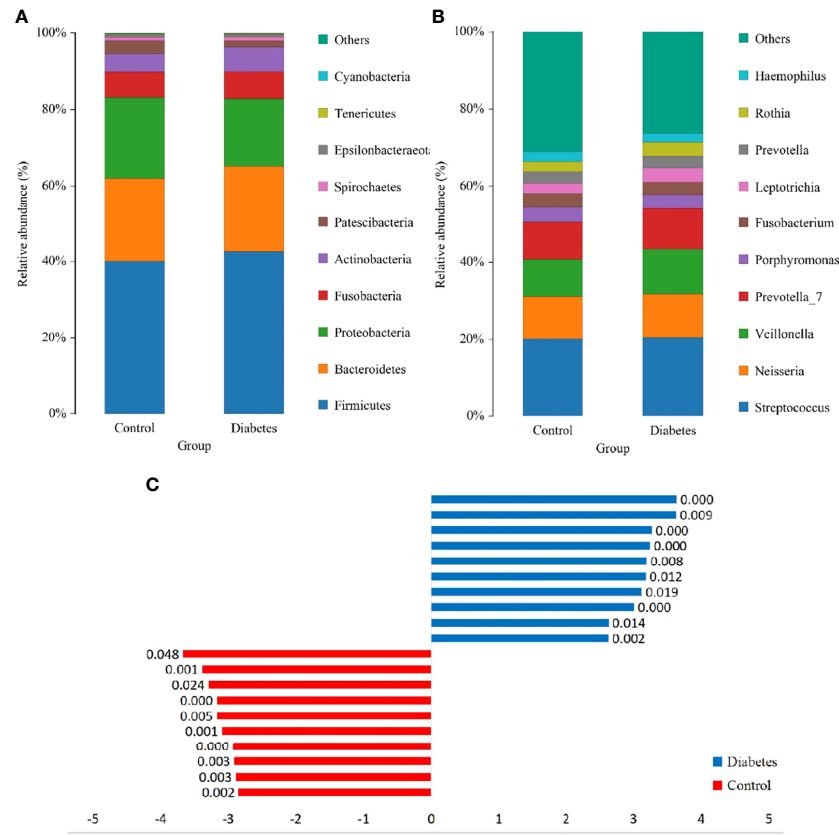 A
Relative abundance (%)
100%
80%
60%
40%
20%
0%
Control
Diabetes
Group
Others
Cyanobacteria
Tenericutes
Epsilonbacteraeota
Spirochaetes
Patescibacteria
Actinobacteria
Fusobacteria
Proteobacteria
Bacteroidetes
Firmicutes
B
Relative abundance (%)
100%
80%
60%
40%
20%
0%
Control
Diabetes
Group
Others
Haemophilus
Rothia
Prevotella
Leptotrichia
Fusobacterium
Porphyromonas
Prevotella_7
Veillonella
Neisseria
Streptococcus
C
0.000
0.009
0.000
0.000
0.008
0.012
0.019
0.000
0.014
0.002
0.048
0.001
0.024
0.000
0.005
0.001
0.000
0.003
0.003
0.002
Diabetes
Control
-5 -4 -3 -2 -1 0 1 2 3 4 5